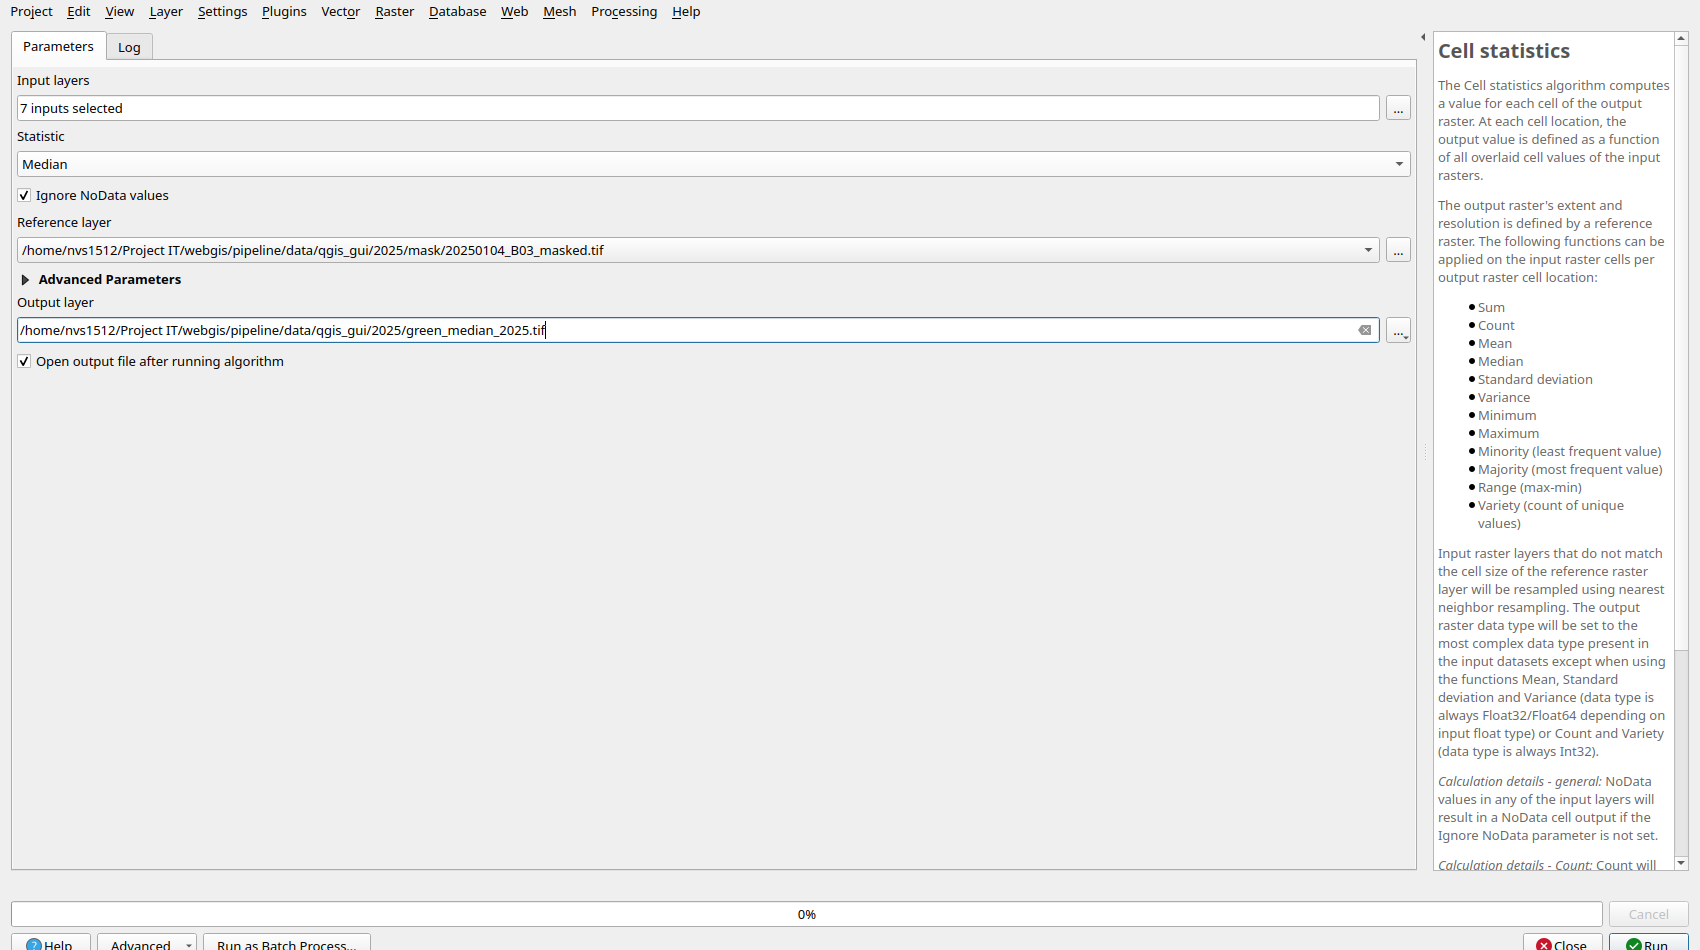 Project Edit View Layer Settings Plugins Vector Raster Database Web Mesh Processing Help
Parameters Log
Input layers
7 inputs selected
...
Statistic
Median
Ignore NoData values
Reference layer
/home/nvs1512/Project IT/webgis/pipeline/data/qgis_gui/2025/mask/20250104_B03_masked.tif
...
Advanced Parameters
Output layer
/home/nvs1512/Project IT/webgis/pipeline/data/qgis_gui/2025/green_median_2025.tif
...
Open output file after running algorithm
Cell statistics
The Cell statistics algorithm computes
a value for each cell of the output
raster. At each cell location, the
output value is defined as a function
of all overlaid cell values of the input
rasters.
The output raster's extent and
resolution is defined by a reference
raster. The following functions can be
applied on the input raster cells per
output raster cell location:
Sum
Count
Mean
Median
Standard deviation
Variance
Minimum
Maximum
Minority (least frequent value)
Majority (most frequent value)
Range (max-min)
Variety (count of unique
values)
Input raster layers that do not match
the cell size of the reference raster
layer will be resampled using nearest
neighbor resampling. The output
raster data type will be set to the
most complex data type present in
the input datasets except when using
the functions Mean, Standard
deviation and Variance (data type is
always Float32/Float64 depending on
input float type) or Count and Variety
(data type is always Int32).
Calculation details - general: NoData
values in any of the input layers will
result in a NoData cell output if the
Ignore NoData parameter is not set.
Calculation details - Count: Count will
0%
Cancel
Help Advanced Run as Batch Process... Close Run